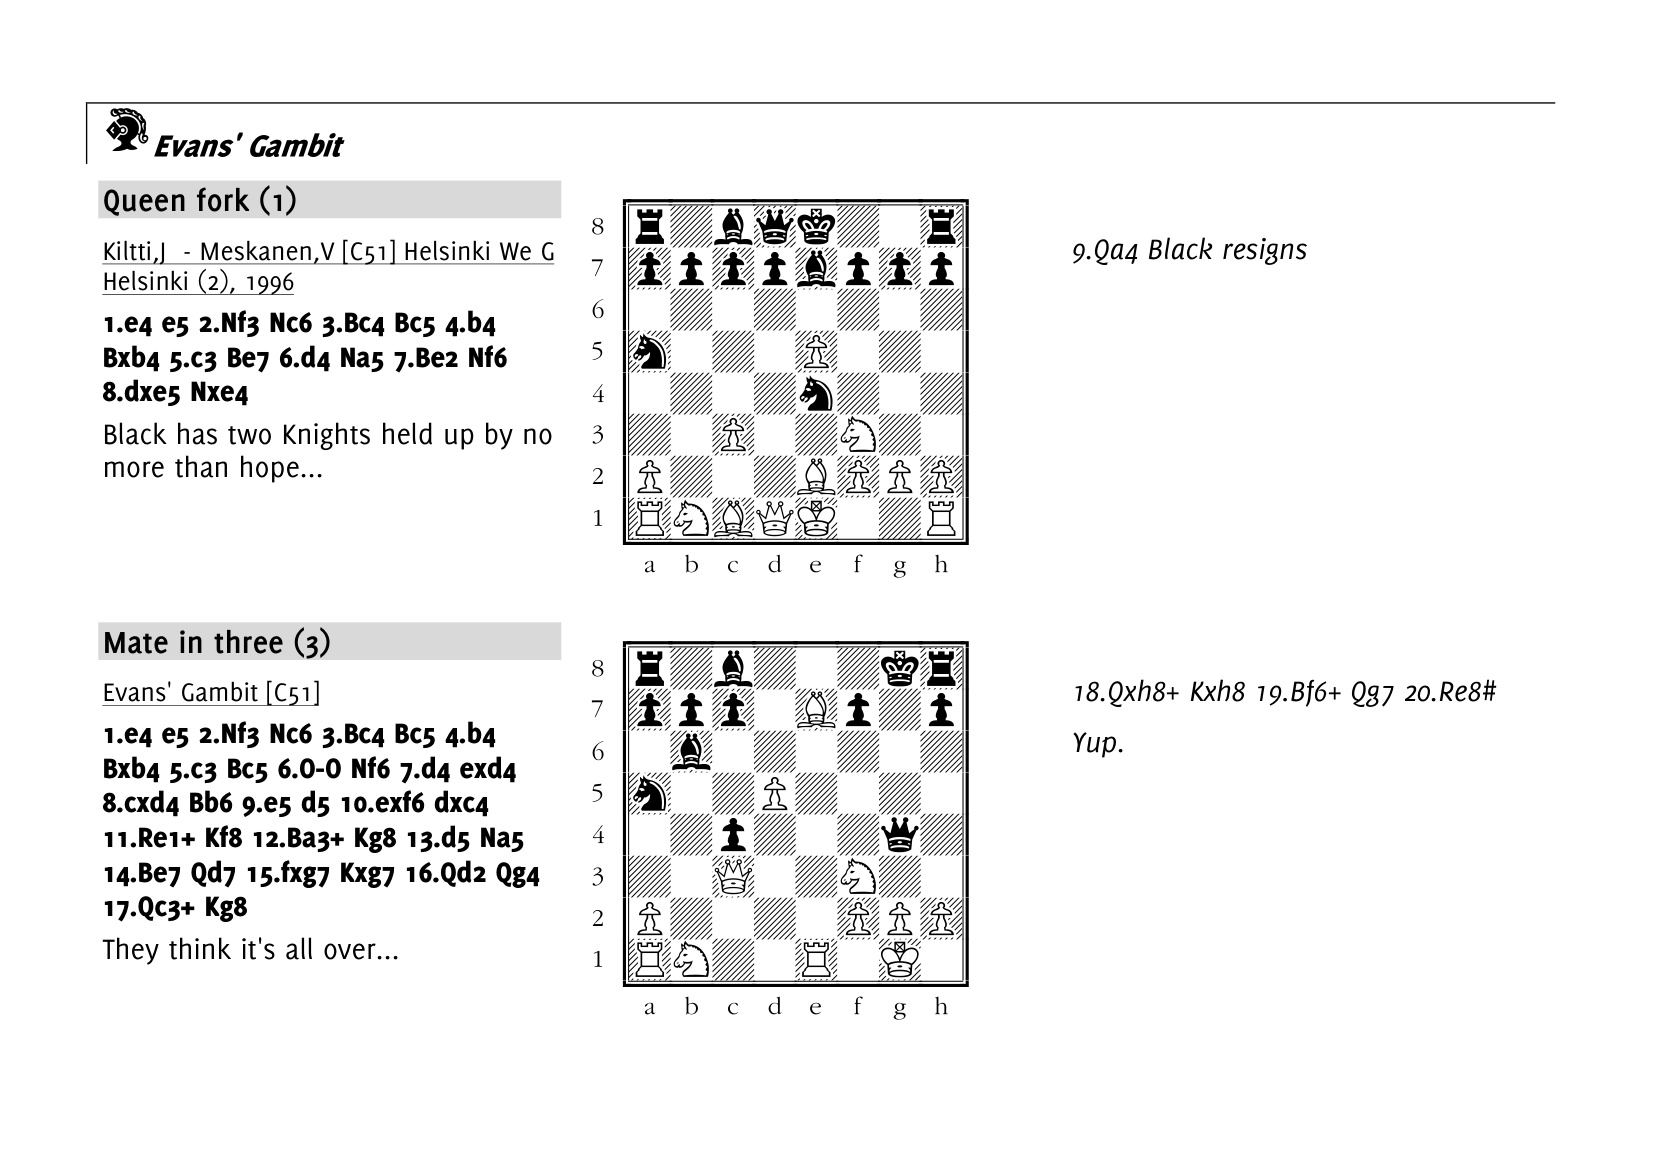 Evans' Gambit
Queen fork (1)
Kiltti,J - Meskanen,V [C51] Helsinki We G
Helsinki (2), 1996
1.e4 e5 2.Nf3 Nc6 3.Bc4 Bc5 4.b4
Bxb4 5.c3 Be7 6.d4 Na5 7.Be2 Nf6
8.dxe5 Nxe4
Black has two Knights held up by no
more than hope...
8
7
6
5
4
3
2
1
a b c d e f g h
9.Qa4 Black resigns
Mate in three (3)
Evans' Gambit [C51]
1.e4 e5 2.Nf3 Nc6 3.Bc4 Bc5 4.b4
Bxb4 5.c3 Bc5 6.0-0 Nf6 7.d4 exd4
8.cxd4 Bb6 9.e5 d5 10.exf6 dxc4
11.Re1+ Kf8 12.Ba3+ Kg8 13.d5 Na5
14.Be7 Qd7 15.fxg7 Kxg7 16.Qd2 Qg4
17.Qc3+ Kg8
They think it's all over...
8
7
6
5
4
3
2
1
a b c d e f g h
18.Qxh8+ Kxh8 19.Bf6+ Qg7 20.Re8#
Yup.